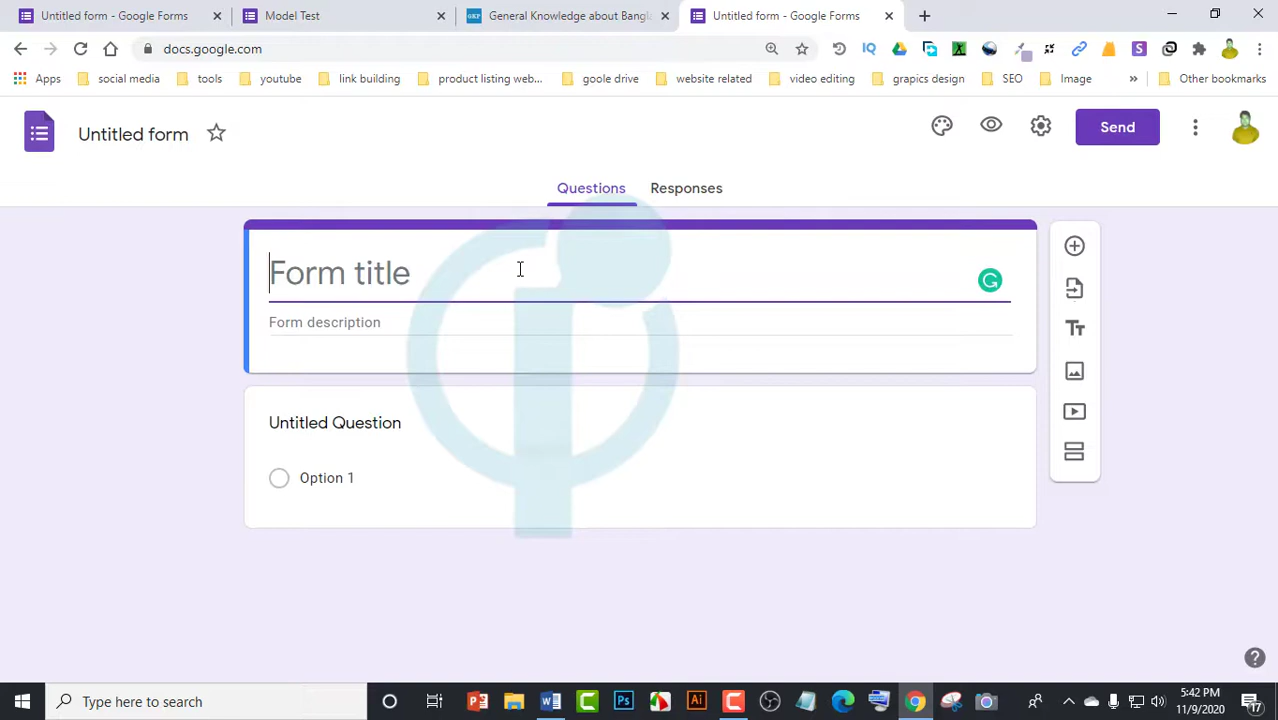 Untitled form - Google Forms
Model Test
General Knowledge about Bangl
Untitled form - Google Forms
docs.google.com
Apps
social media
tools
youtube
link building
product listing web...
goole drive
website related
video editing
grapics design
SEO
Image
»
Other bookmarks
Untitled form
Send
Questions
Responses
Form title
Form description
Untitled Question
Option 1
Type here to search
5:42 PM
11/9/2020
17